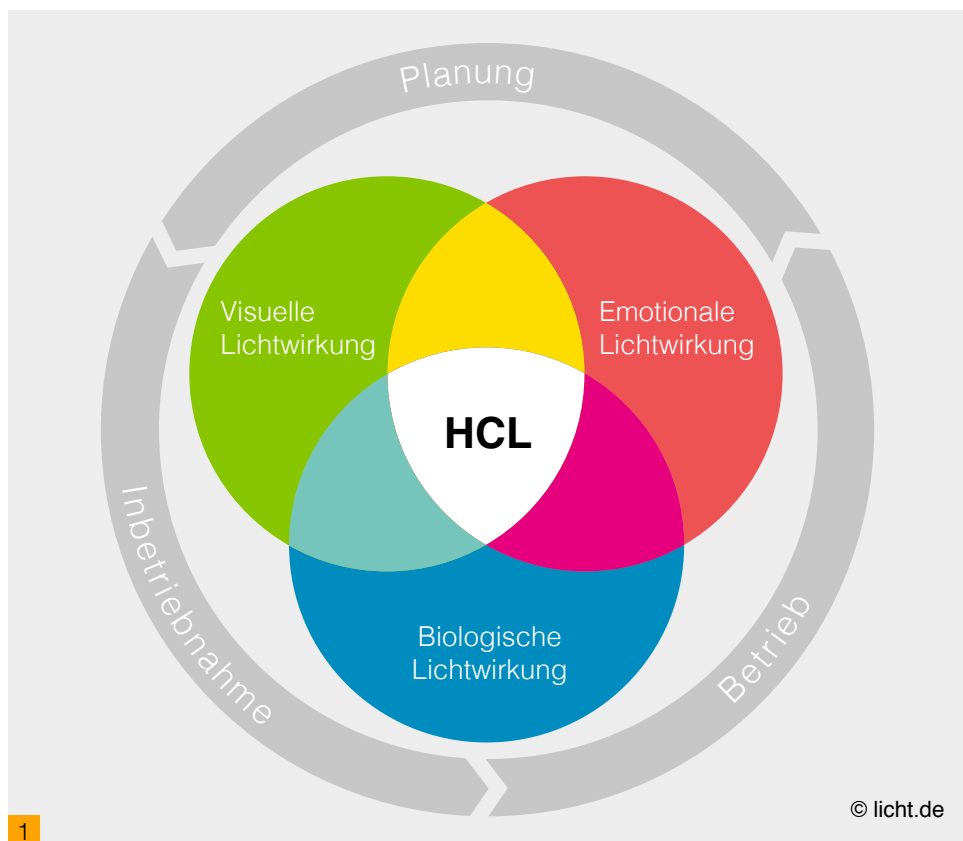 Planung
Visuelle
Lichtwirkung
Emotionale
Lichtwirkung
HCL
Inbetriebnahme
Biologische
Lichtwirkung
Betrieb
© licht.de
1